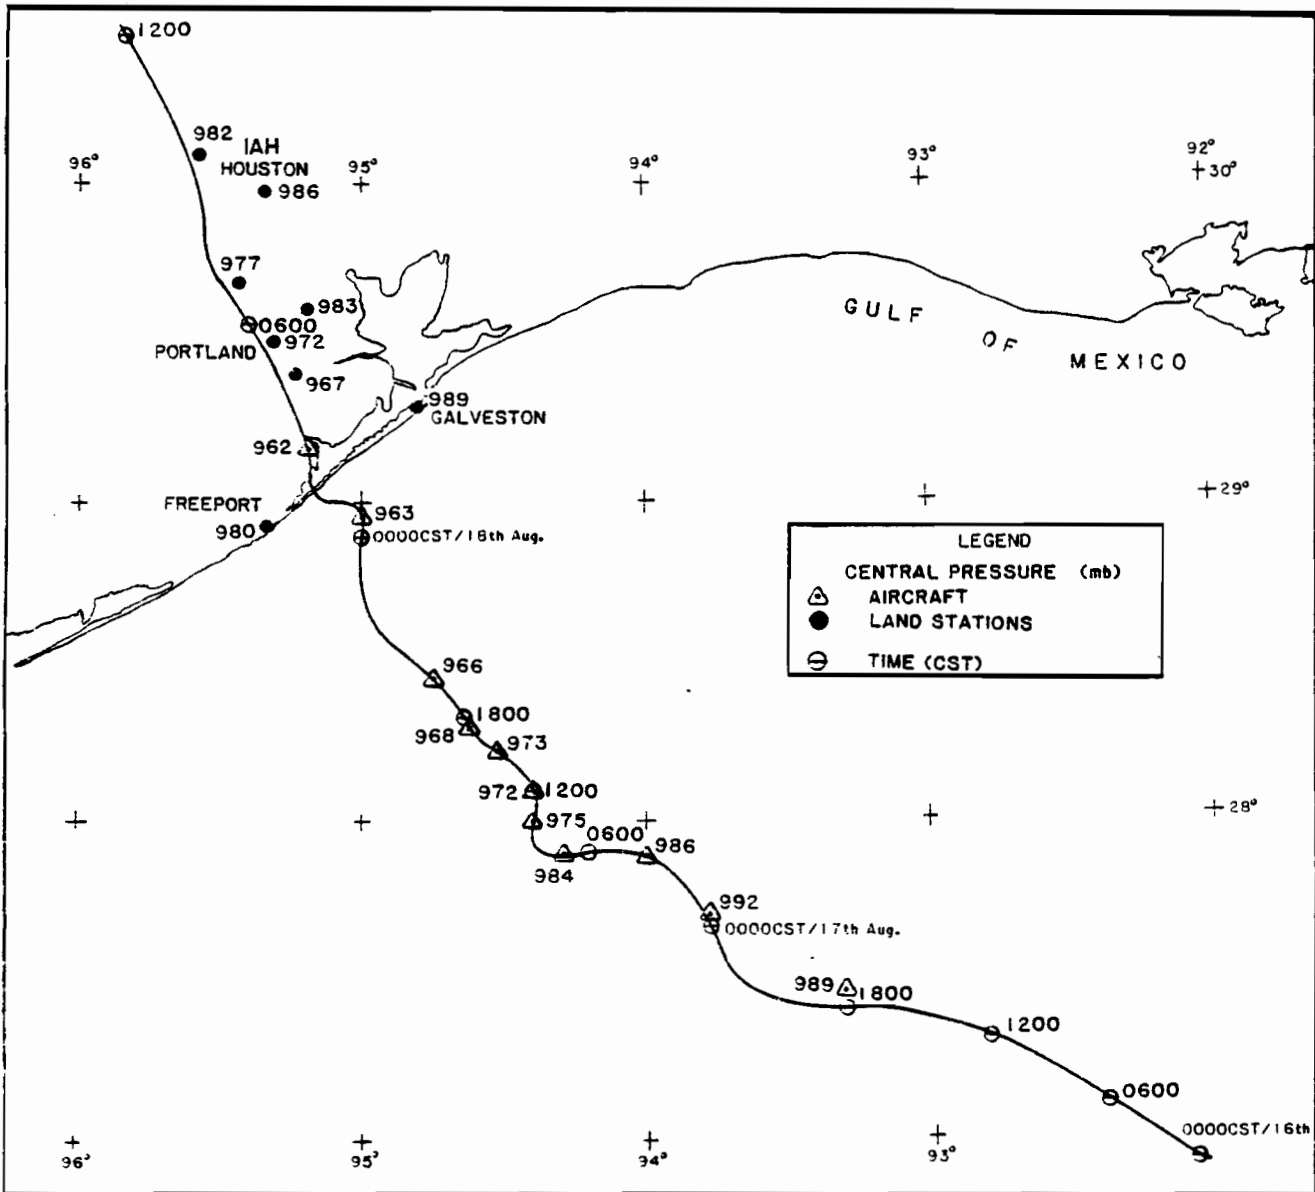 1200
982
IAH
HOUSTON
986
96°
95°
94°
93°
92°
30°
977
983
0600
972
PORTLAND
967
GULF
OF
MEXICO
989
GALVESTON
962
FREEPORT
980
963
0000CST/18th Aug.
29°
LEGEND
CENTRAL PRESSURE (mb)
AIRCRAFT
LAND STATIONS
TIME (CST)
966
1800
968
973
972
1200
975
0600
984
986
28°
992
0000CST/17th Aug.
989
1800
1200
0600
0000CST/16th
96°
95°
94°
93°